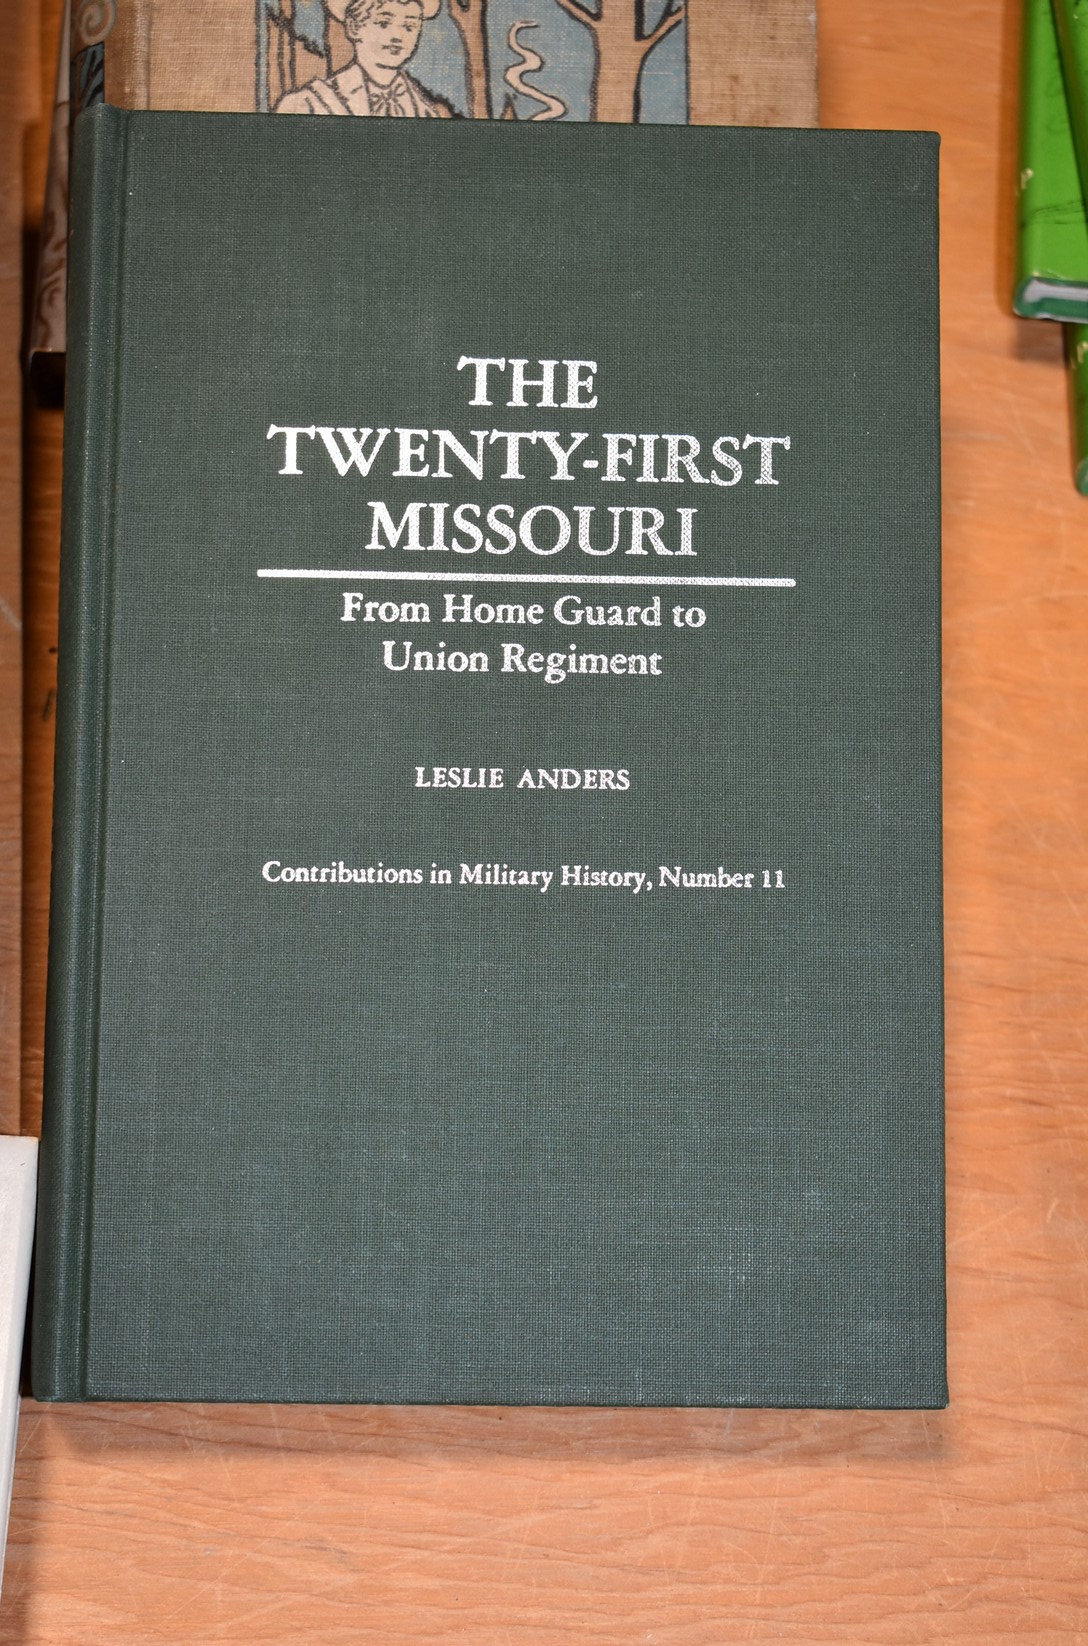 THE
TWENTY-FIRST
MISSOURI
From Home Guard to
Union Regiment
LESLIE ANDERS
Contributions in Military History, Number 11